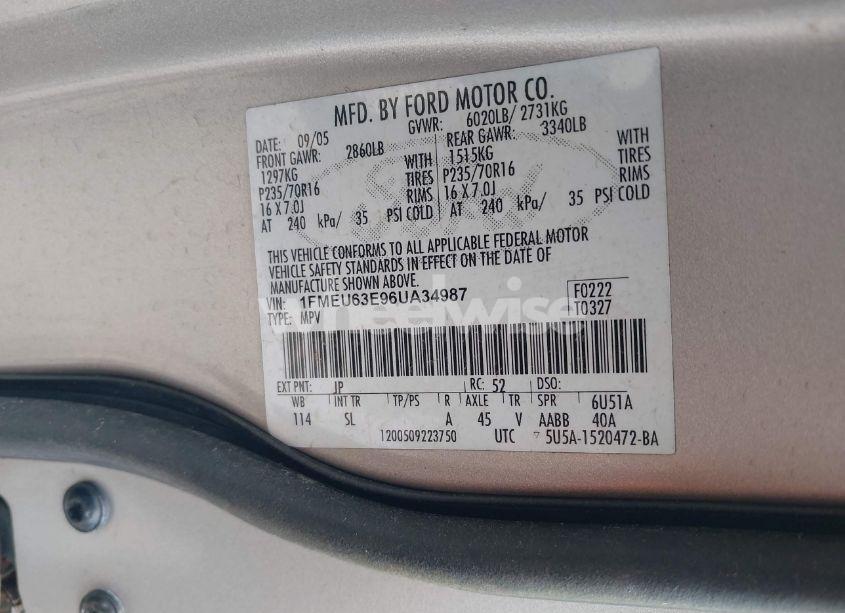 MFD. BY FORD MOTOR CO.
DATE: 09/05 GVWR: 6020LB/ 2731KG
FRONT GAWR: 2860LB REAR GAWR: 3340LB
1297KG WITH 1515KG WITH
P235/70R16 TIRES P235/70R16 TIRES
16 X 7.0J RIMS 16 X 7.0J RIMS
AT 240 kPa/ 35 PSI COLD AT 240 kPa/ 35 PSI COLD
Ford
THIS VEHICLE CONFORMS TO ALL APPLICABLE FEDERAL MOTOR
VEHICLE SAFETY STANDARDS IN EFFECT ON THE DATE OF
MANUFACTURE SHOWN ABOVE.
VIN: 1FMEU63E96UA34987 F0222
TYPE: MPV T0327
wheelwise
EXT PNT: JP RC: 52 DSO:
WB INT TR TP/PS R AXLE TR SPR 6U51A
114 SL A 45 V AABB 40A
1200509223750 UTC 5U5A-1520472-BA